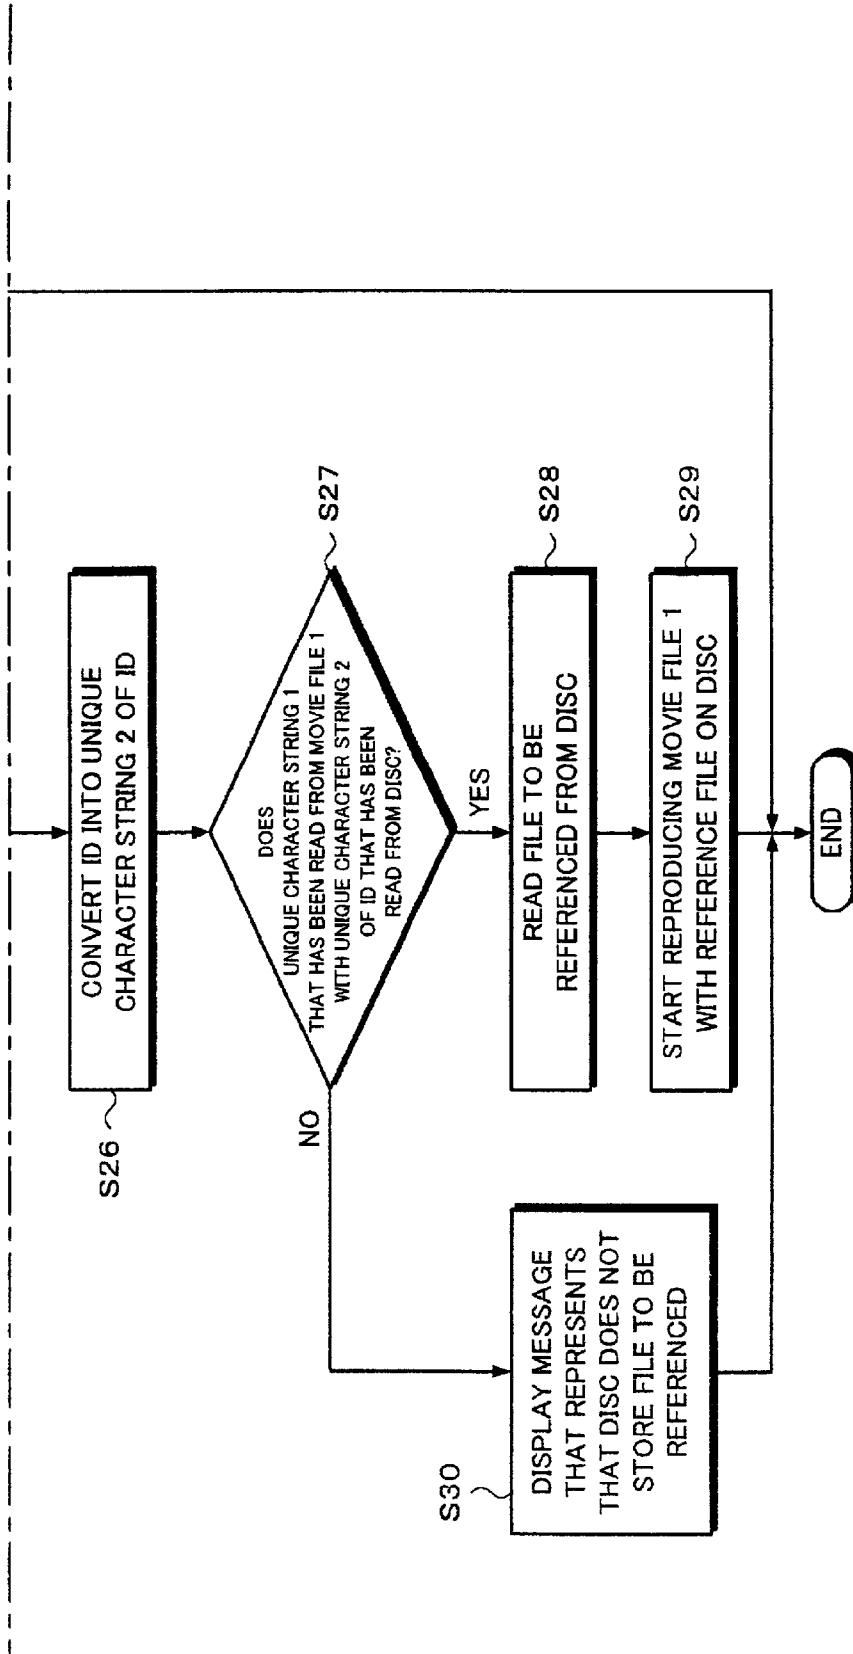 CONVERT ID INTO UNIQUE
CHARACTER STRING 2 OF ID
S26
DOES
UNIQUE CHARACTER STRING 1
THAT HAS BEEN READ FROM MOVIE FILE 1
WITH UNIQUE CHARACTER STRING 2
OF ID THAT HAS BEEN
READ FROM DISC?
S27
NO
YES
READ FILE TO BE
REFERENCED FROM DISC
S28
START REPRODUCING MOVIE FILE 1
WITH REFERENCE FILE ON DISC
S29
S30
DISPLAY MESSAGE
THAT REPRESENTS
THAT DISC DOES NOT
STORE FILE TO BE
REFERENCED
END